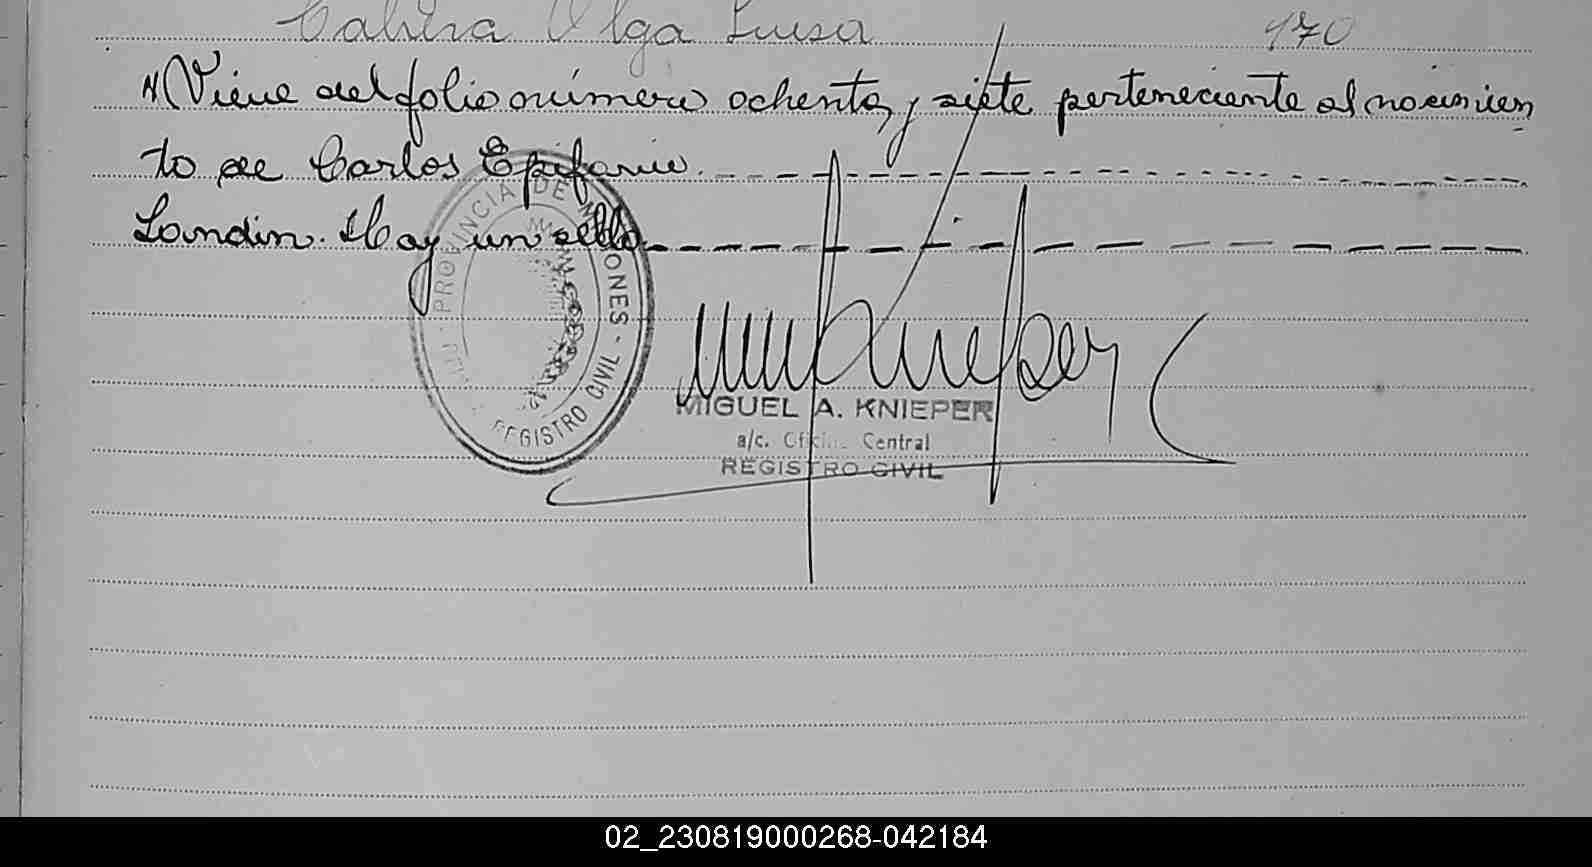 Cabrera Olga Luisa 170
"Viene del folio número ochenta y siete perteneciente al nacimien
to de Carlos Epifanio.
Landin. Hay un sello.
PROVINCIA DE MISIONES - REGISTRO CIVIL
MIGUEL A. KNIEPER
a/c. Oficina Central
REGISTRO CIVIL
02_230819000268-042184